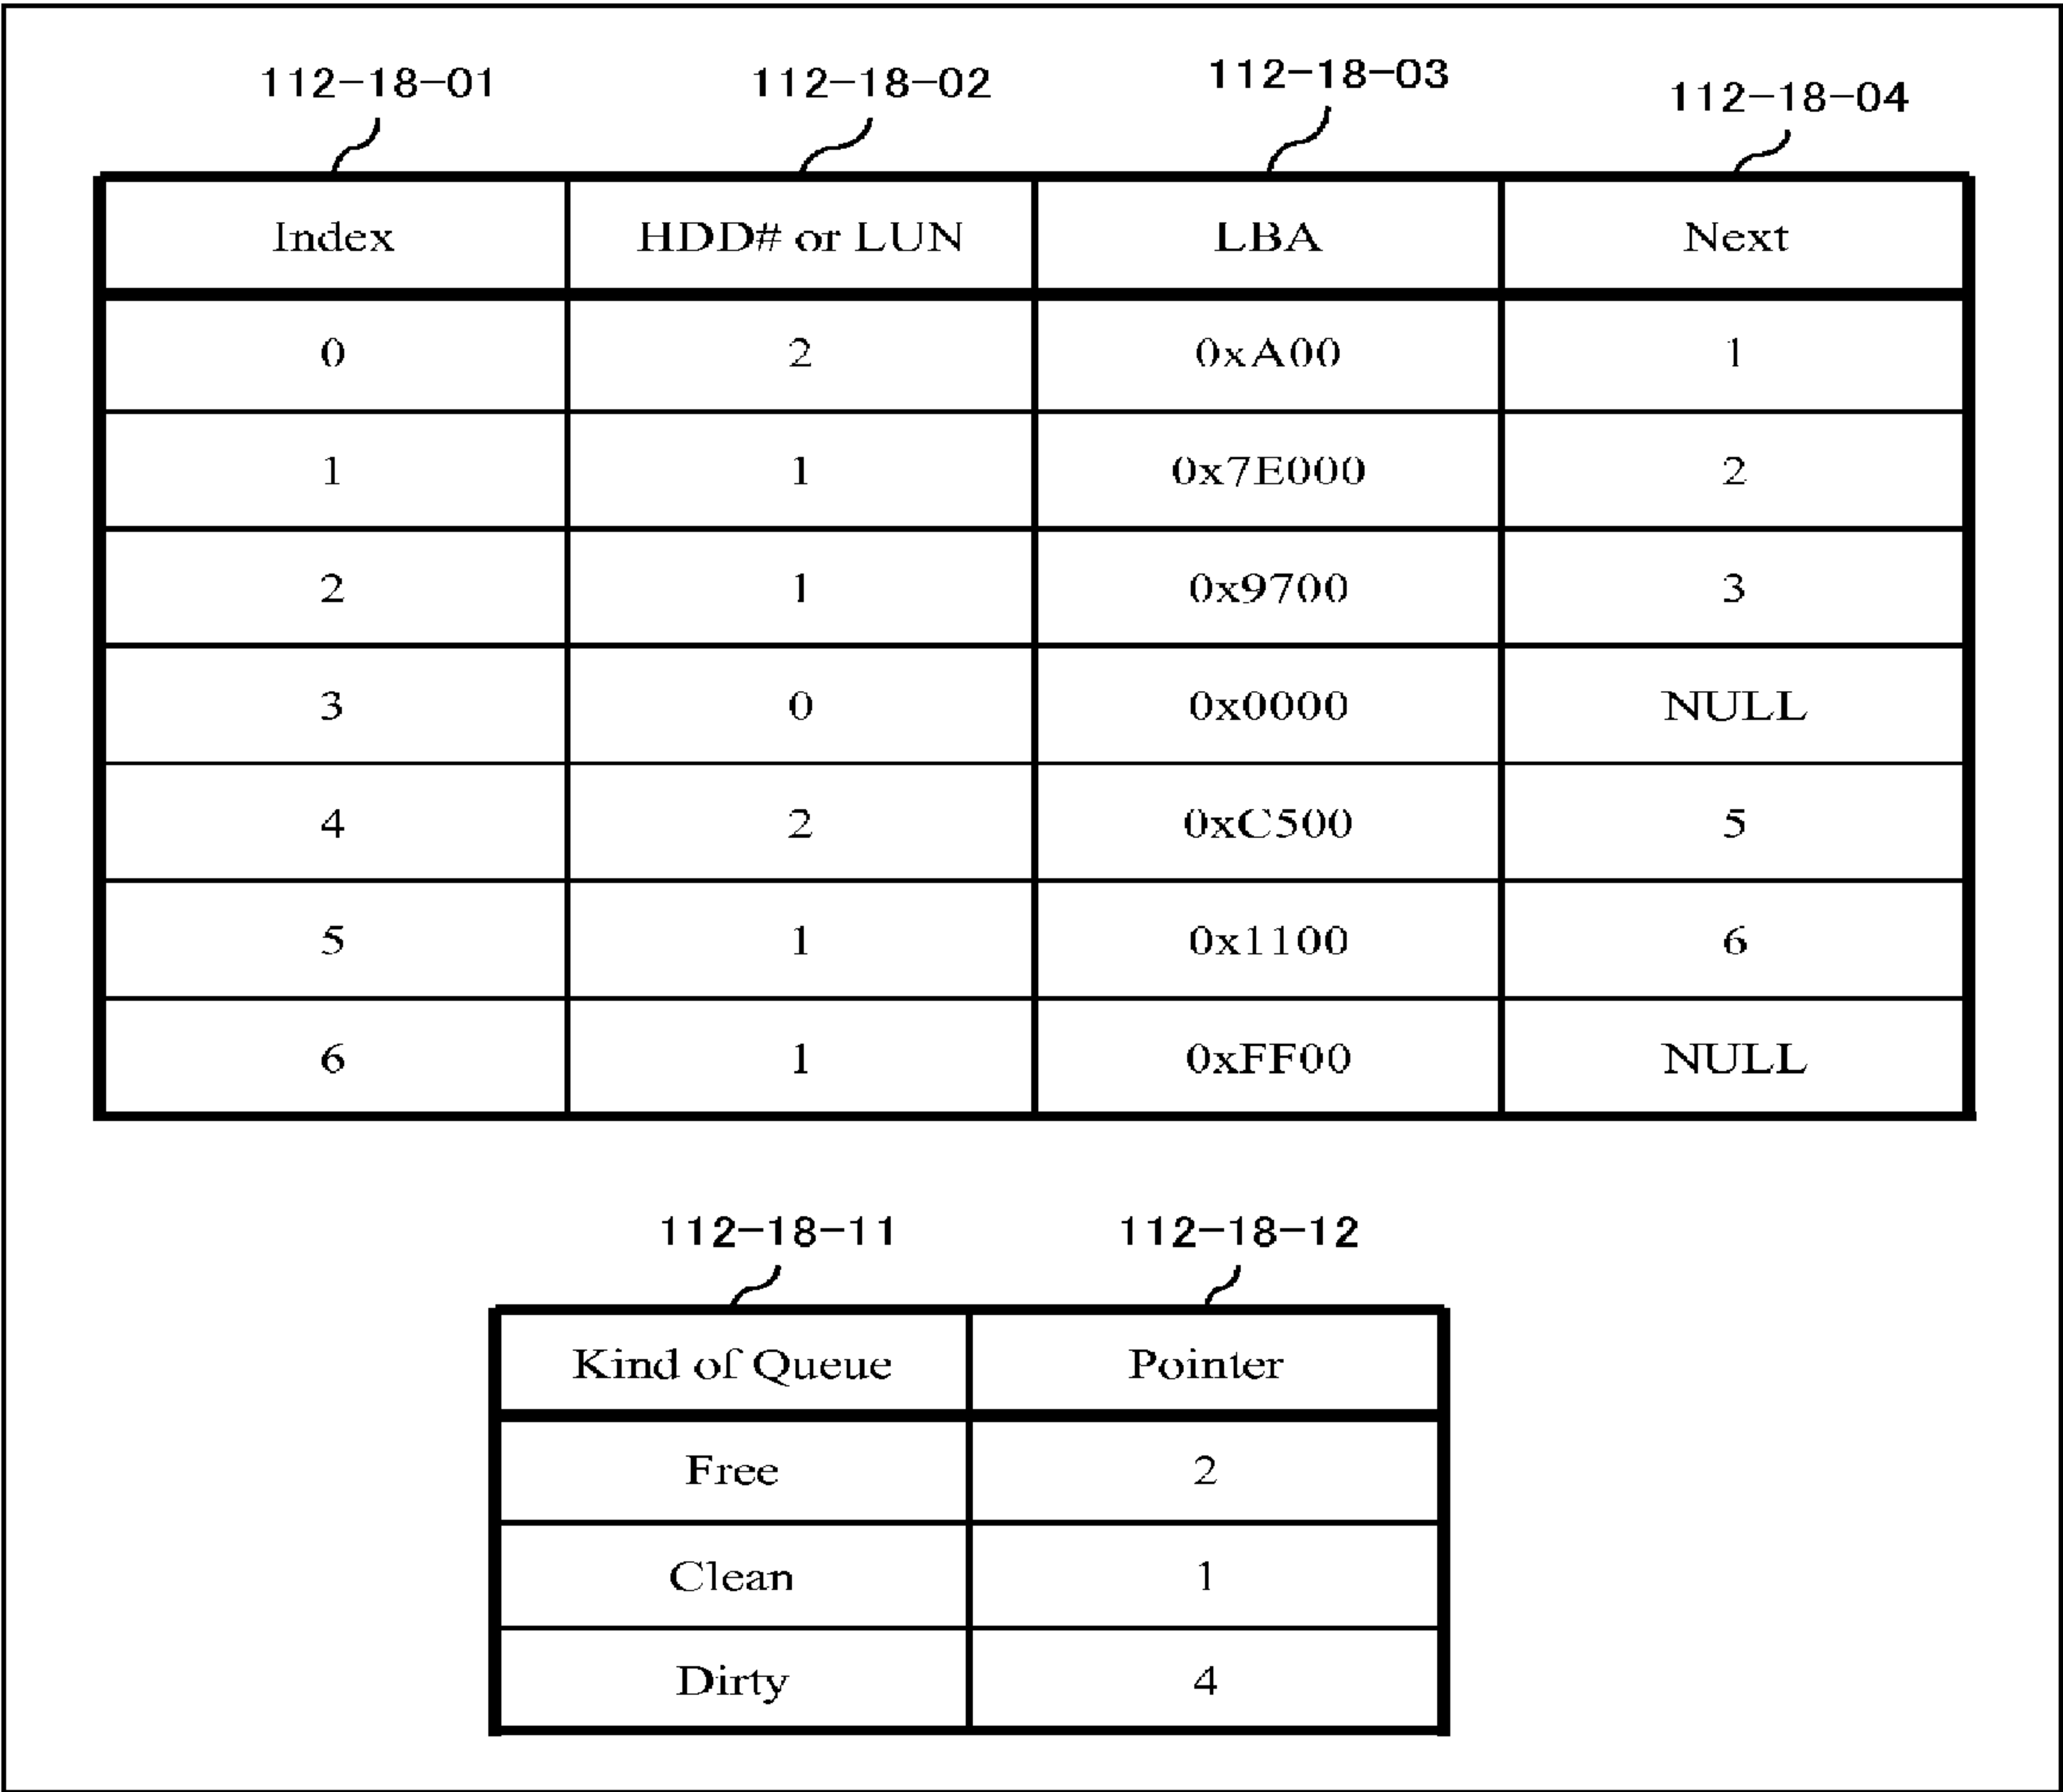 112-18-01 112-18-02 112-18-03 112-18-04
Index HDD# or LUN LBA Next
0 2 0xA00 1
1 1 0x7E000 2
2 1 0x9700 3
3 0 0x0000 NULL
4 2 0xC500 5
5 1 0x1100 6
6 1 0xFF00 NULL
112-18-11 112-18-12
Kind of Queue Pointer
Free 2
Clean 1
Dirty 4